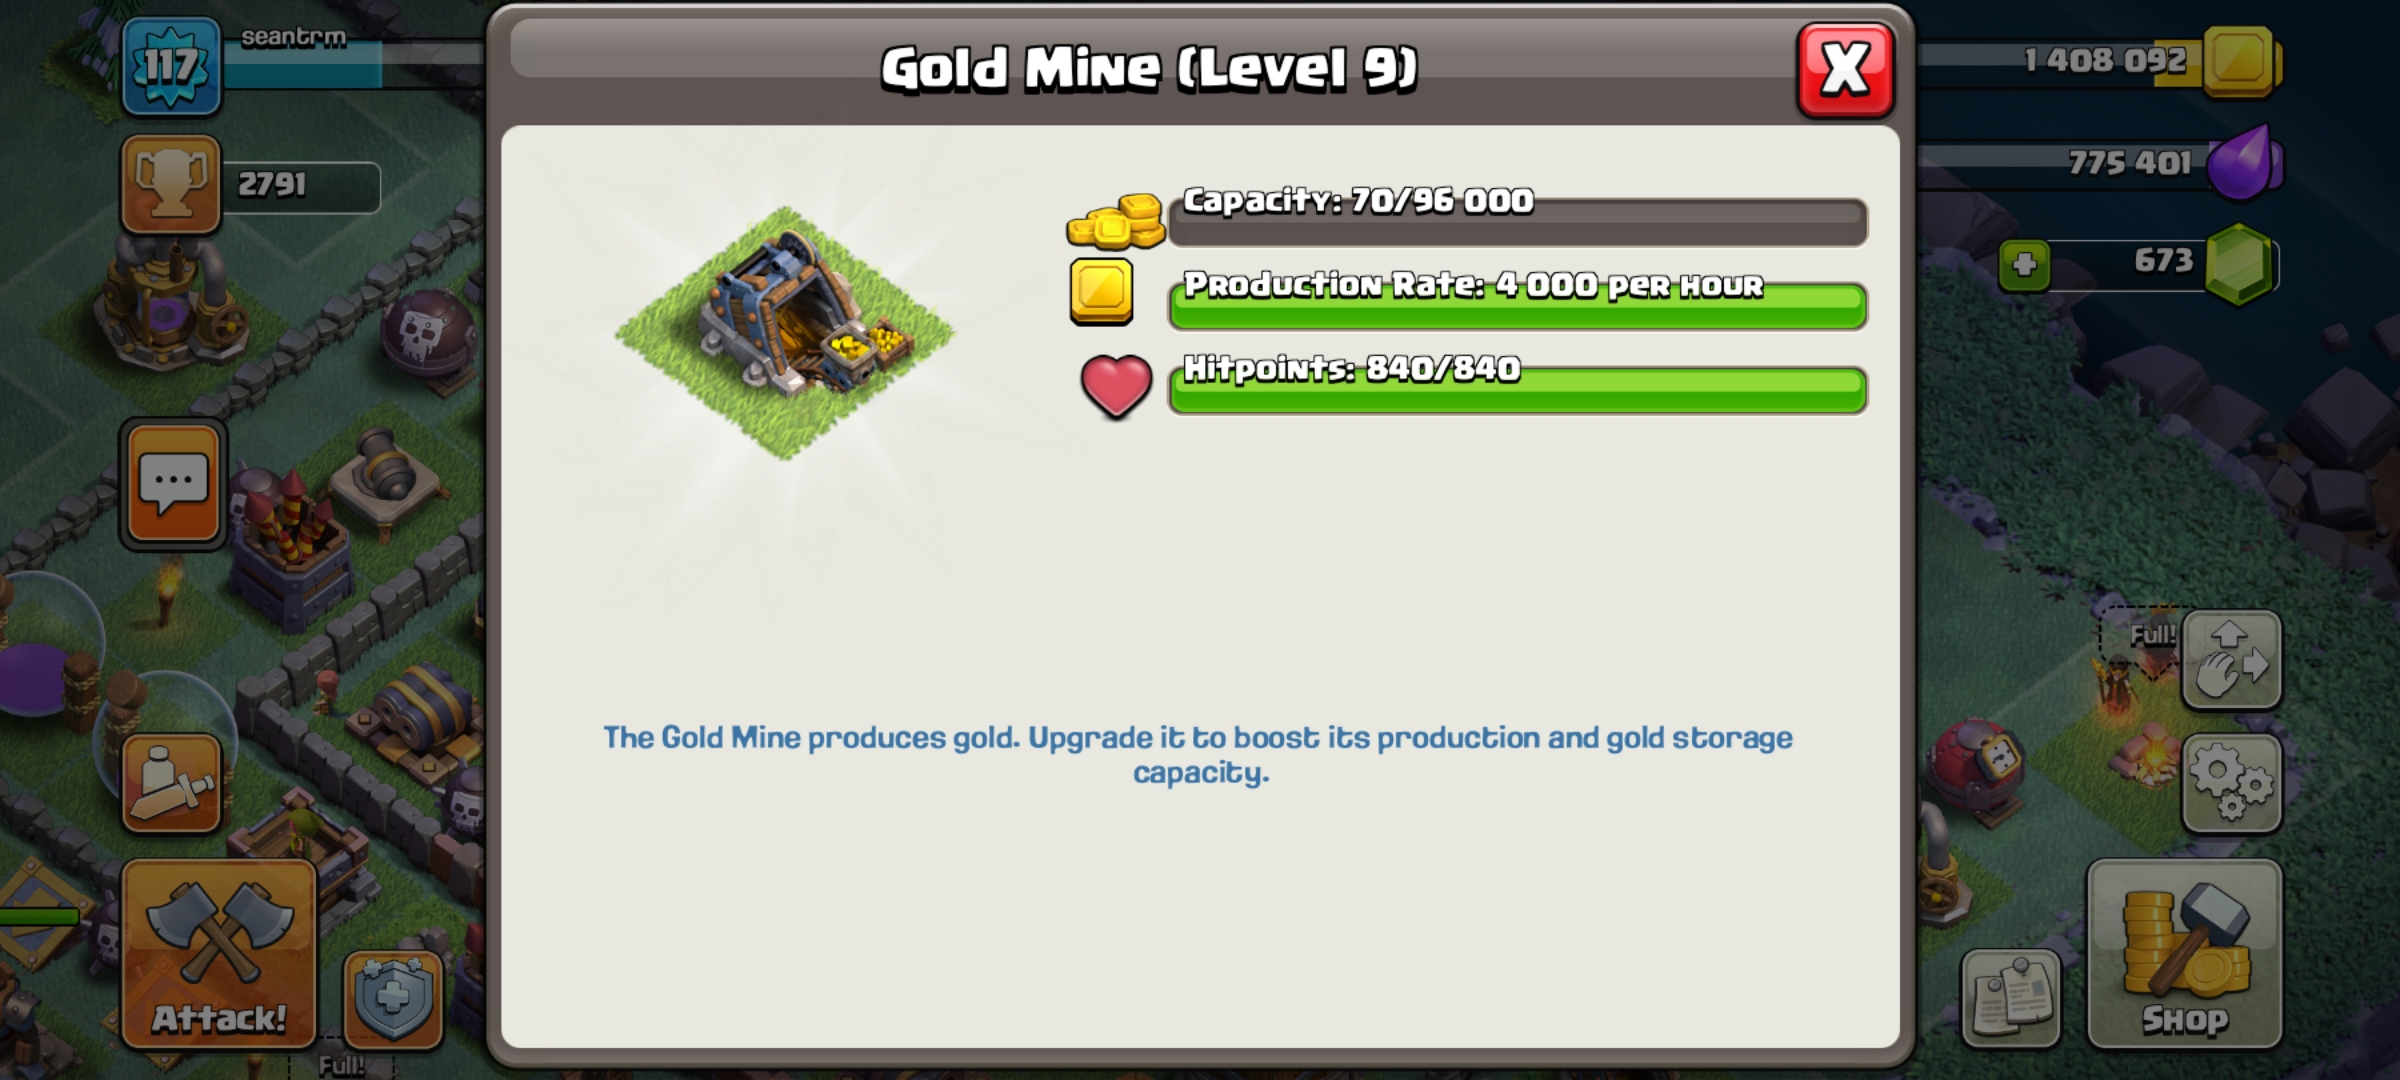 117
seantrm
Gold Mine (Level 9)
X
1 408 092
2791
Capacity: 70/96 000
775 401
Production Rate: 4 000 per hour
673
Hitpoints: 840/840
Full!
The Gold Mine produces gold. Upgrade it to boost its production and gold storage
capacity.
Attack!
Shop
Full!